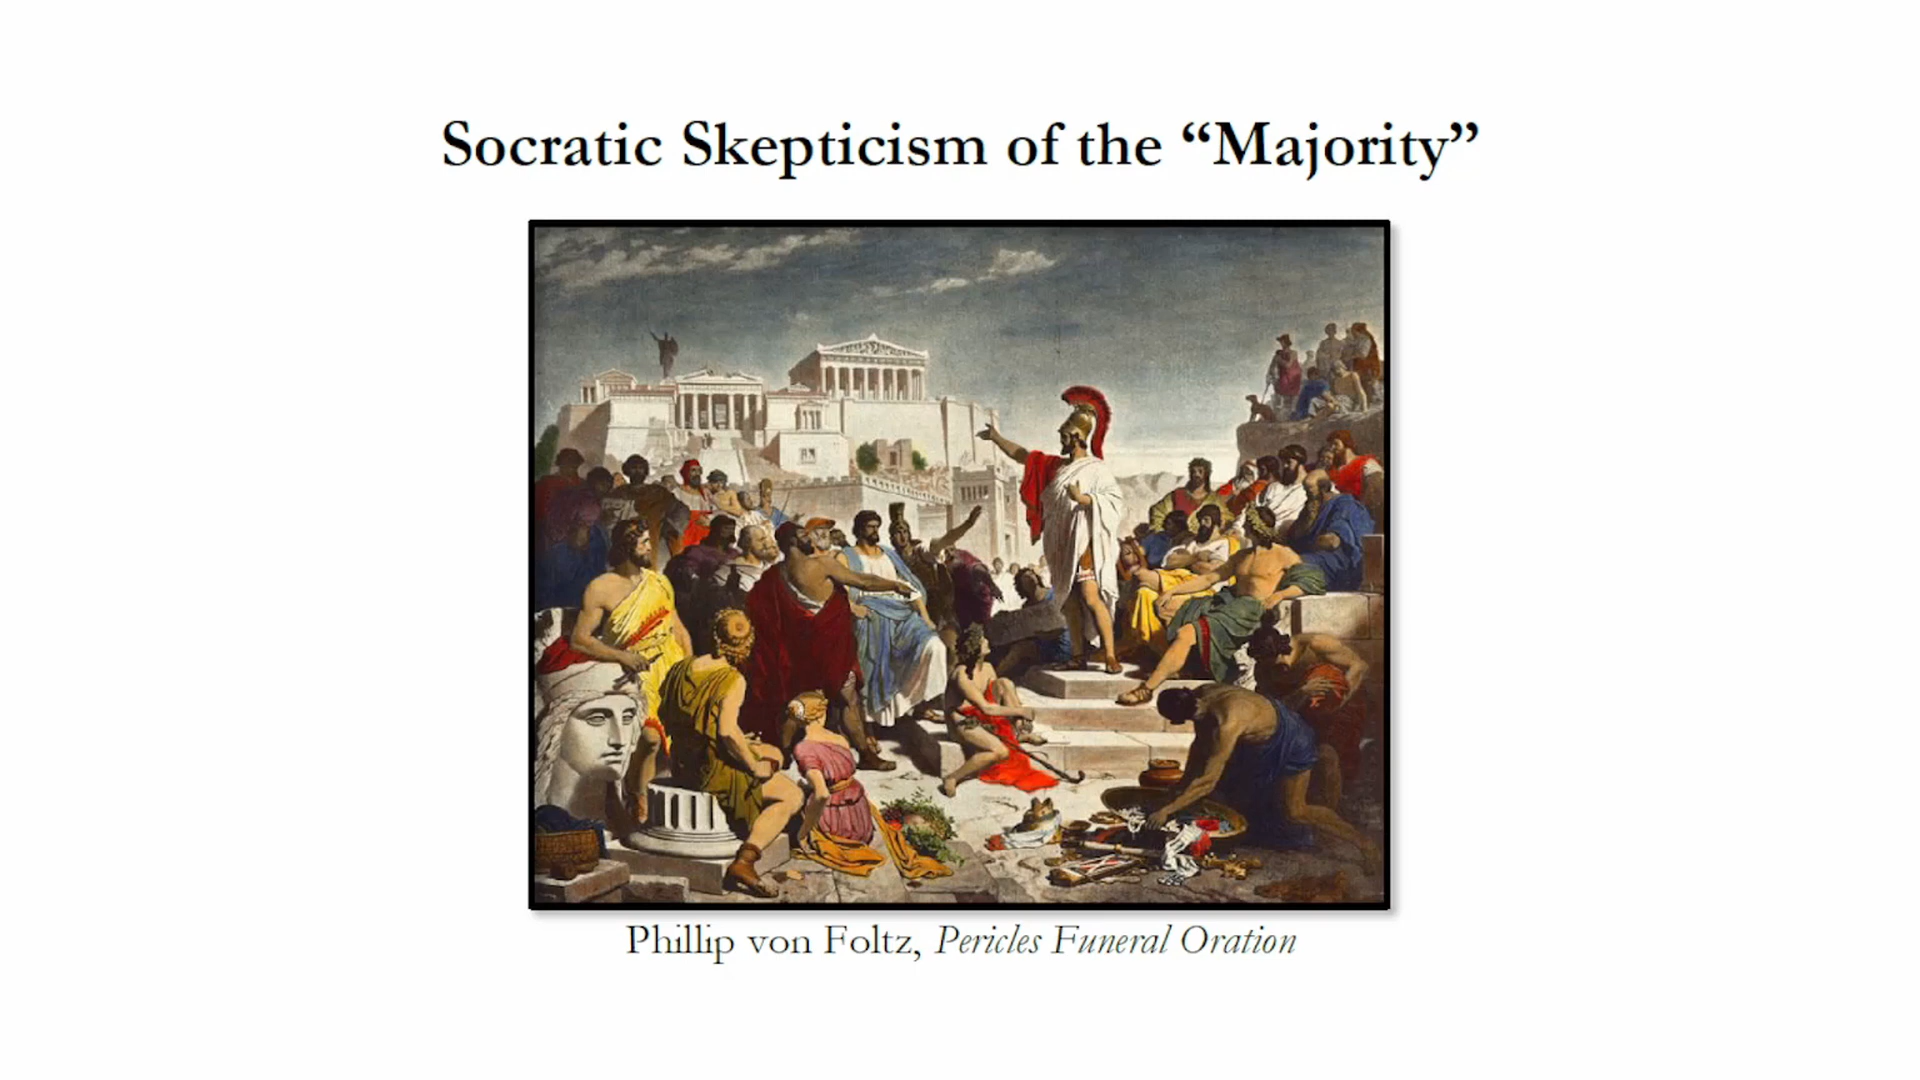 Socratic Skepticism of the “Majority”
Phillip von Foltz, Pericles Funeral Oration